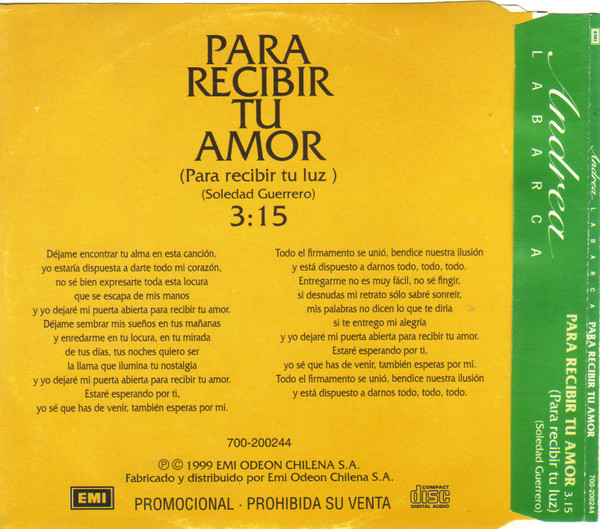 PARA
RECIBIR
TU
AMOR
(Para recibir tu luz )
(Soledad Guerrero)
3:15
Déjame encontrar tu alma en esta canción,
yo estaría dispuesta a darte todo mi corazón,
no sé bien expresarte toda esta locura
que se escapa de mis manos
y yo dejaré mi puerta abierta para recibir tu amor.
Déjame sembrar mis sueños en tus mañanas
y enredarme en tu locura, en tu mirada
de tus días, tus noches quiero ser
la llama que ilumina tu nostalgia
y yo dejaré mi puerta abierta para recibir tu amor.
Estaré esperando por ti,
yo sé que has de venir, también esperas por mí.
Todo el firmamento se unió, bendice nuestra ilusión
y está dispuesto a darnos todo, todo, todo.
Entregarme no es muy fácil, no sé fingir,
si desnudas mi retrato sólo sabré sonreir,
mis palabras no dicen lo que te diría
si te entrego mi alegría
y yo dejaré mi puerta abierta para recibir tu amor.
Estaré esperando por ti,
yo sé que has de venir, también esperas por mí.
Todo el firmamento se unió, bendice nuestra ilusión
y está dispuesto a darnos todo, todo, todo.
700-200244
℗ © 1999 EMI ODEON CHILENA S.A.
Fabricado y distribuido por Emi Odeon Chilena S.A.
EMI
PROMOCIONAL · PROHIBIDA SU VENTA
COMPACT
disc
DIGITAL AUDIO
Andrea
LABARCA
PARA RECIBIR TU AMOR 3:15
(Para recibir tu luz)
(Soledad Guerrero)
EMI
Andrea LABARCA PARA RECIBIR TU AMOR
700-200244